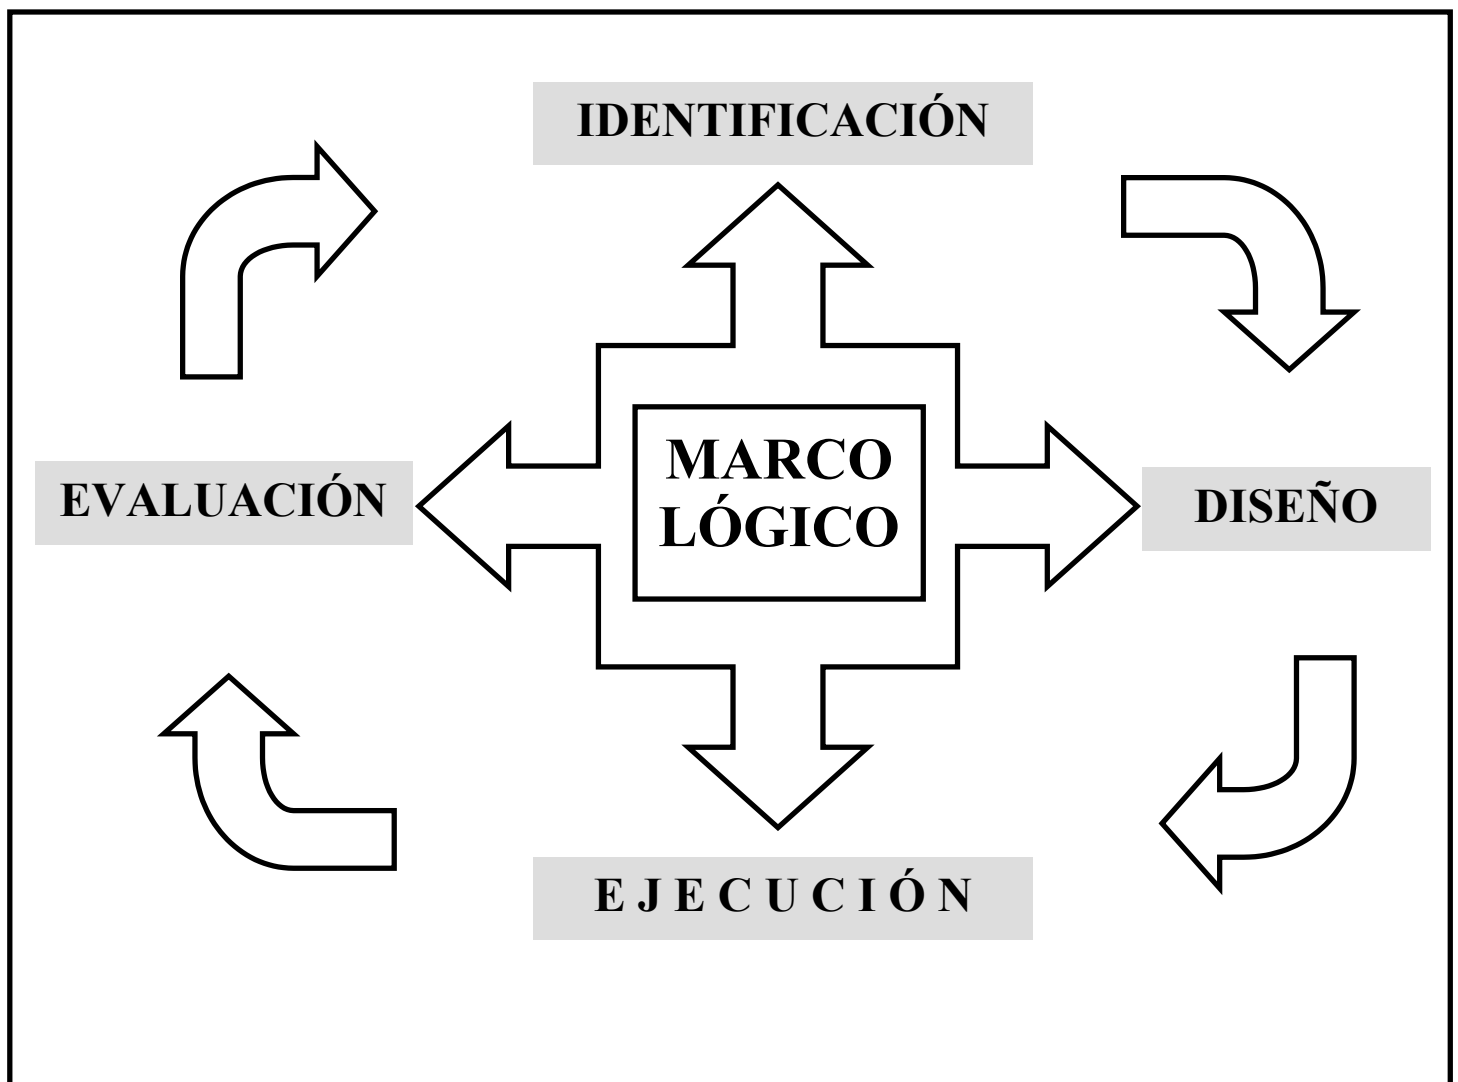 IDENTIFICACIÓN
MARCO
LÓGICO
EVALUACIÓN
DISEÑO
E J E C U C I Ó N